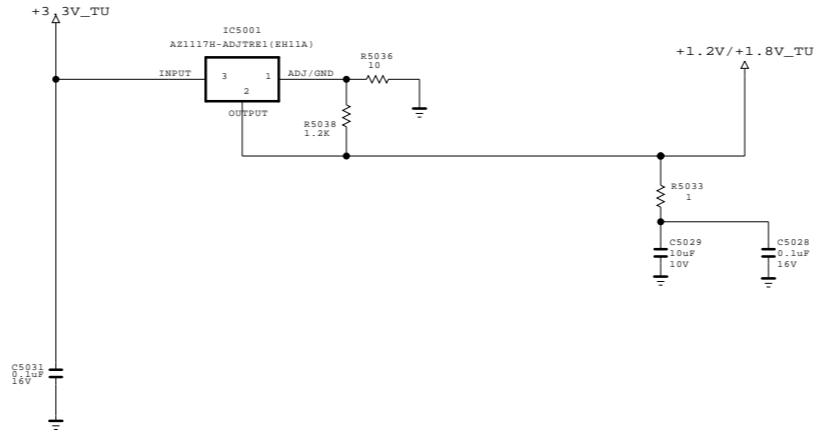 +3.3V_TU
IC5001
AZ1117H-ADJTRE1(EH11A)
INPUT
3
1
2
ADJ/GND
OUTPUT
R5036
10
R5038
1.2K
+1.2V/+1.8V_TU
R5033
1
C5029
10uF
10V
C5028
0.1uF
16V
C5031
0.1uF
16V